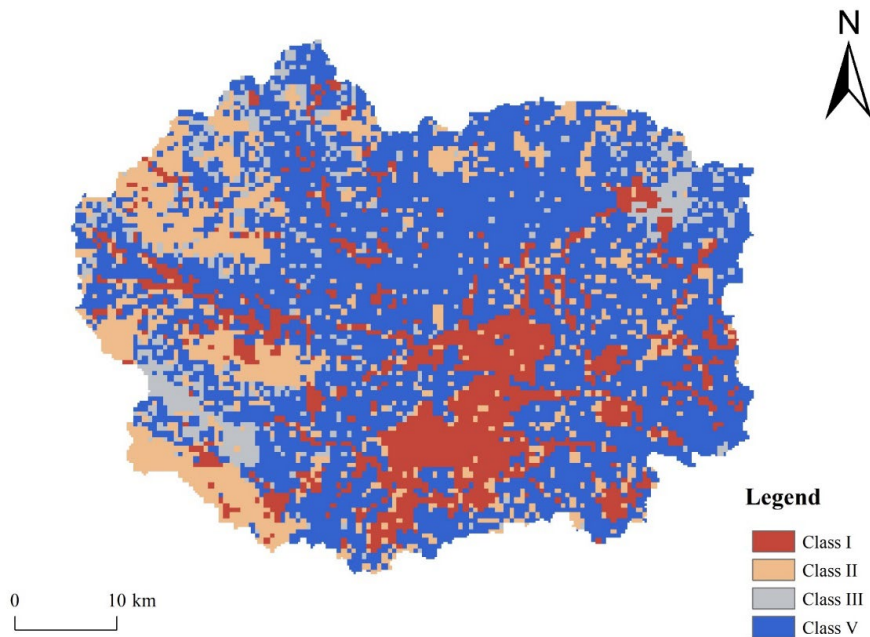 N
Legend
Class I
Class II
Class III
Class V
0 10 km